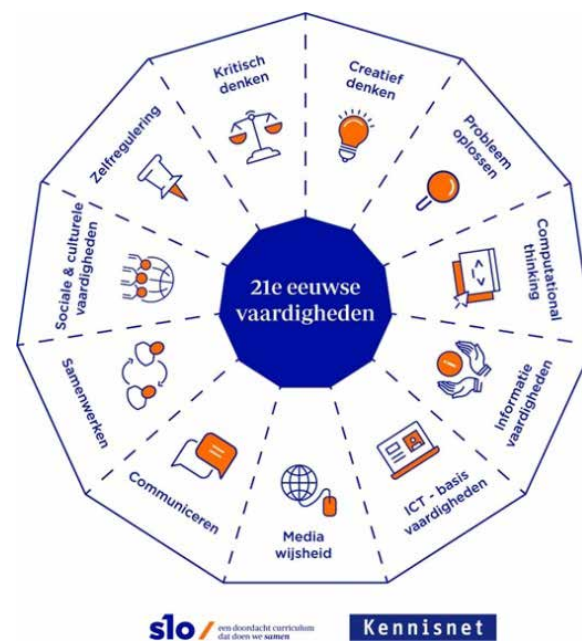 Kritisch
denken
Creatief
denken
Probleem
oplossen
Computational
thinking
Informatie
vaardigheden
ICT - basis
vaardigheden
Media
wijsheid
Communiceren
Samenwerken
Sociale & culturele
vaardigheden
Zelfregulering
21e eeuwse
vaardigheden
slo
een doordacht curriculum
dat doen we samen
Kennisnet